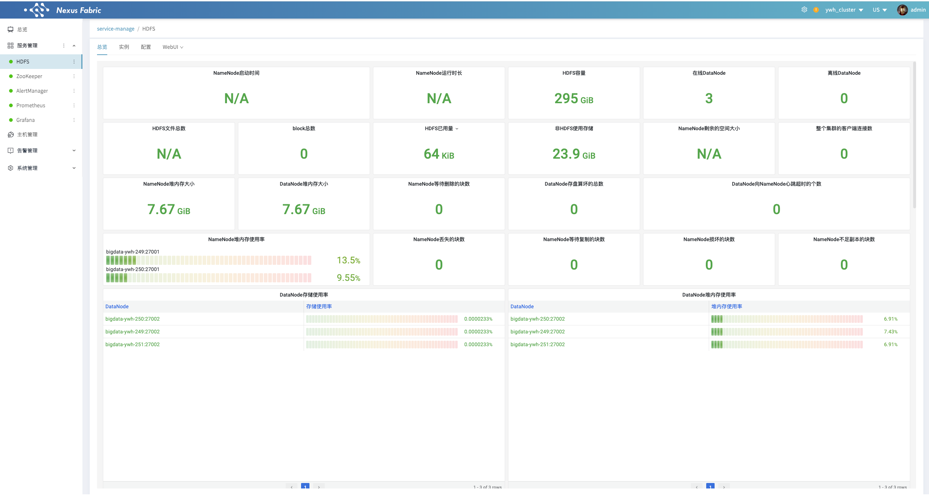 Nexus Fabric
ywh_cluster
US
admin
总览
服务管理
HDFS
ZooKeeper
AlertManager
Prometheus
Grafana
主机管理
告警管理
系统管理
service-manage / HDFS
总览 实例 配置 WebUI
NameNode启动时间
N/A
NameNode运行时长
N/A
HDFS容量
295 GiB
在线DataNode
3
离线DataNode
0
HDFS文件总数
N/A
block总数
0
HDFS已用量
64 KiB
非HDFS使用存储
23.9 GiB
NameNode剩余的空间大小
N/A
整个集群的客户端连接数
0
NameNode堆内存大小
7.67 GiB
DataNode堆内存大小
7.67 GiB
NameNode等待删除的块数
0
DataNode存盘算坏的总数
0
DataNode向NameNode心跳超时的个数
0
NameNode堆内存使用率
bigdata-ywh-249:27001
13.5%
bigdata-ywh-250:27001
9.55%
NameNode丢失的块数
0
NameNode等待复制的块数
0
NameNode损坏的块数
0
NameNode不足副本的块数
0
DataNode存储使用率
DataNode 存储使用率
bigdata-ywh-250:27002 0.0000233%
bigdata-ywh-249:27002 0.0000233%
bigdata-ywh-251:27002 0.0000233%
1
1 - 3 of 3 rows
DataNode堆内存使用率
DataNode 堆内存使用率
bigdata-ywh-250:27002 6.91%
bigdata-ywh-249:27002 7.43%
bigdata-ywh-251:27002 6.91%
1
1 - 3 of 3 rows